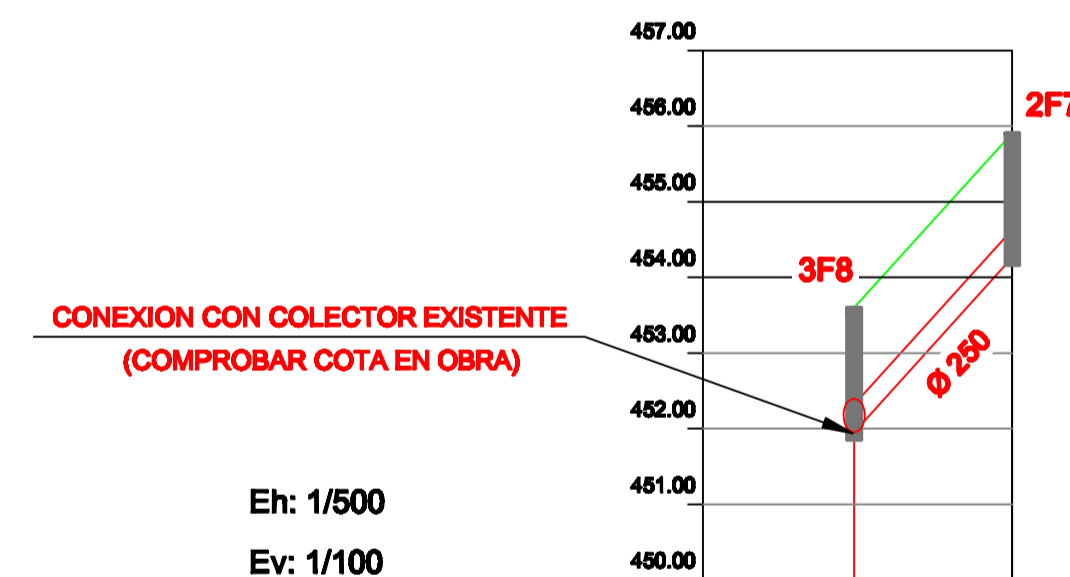 457.00
456.00
2F7
455.00
454.00
3F8
CONEXION CON COLECTOR EXISTENTE
(COMPROBAR COTA EN OBRA)
453.00
Ø 250
452.00
451.00
Eh: 1/500
Ev: 1/100
450.00